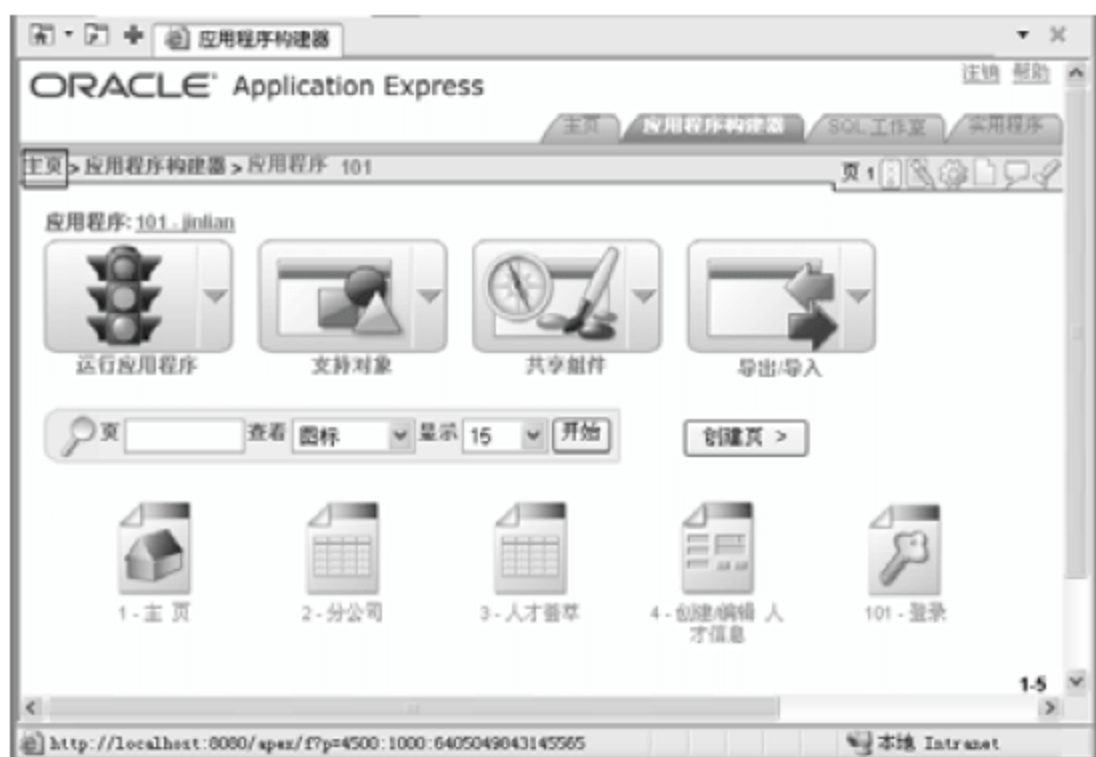 应用程序构建器
ORACLE Application Express
注销 帮助
主页 应用程序构建器 SQL 工作室 实用程序
主页 > 应用程序构建器 > 应用程序 101
页 1
应用程序: 101 - jinlian
运行应用程序 支持对象 共享组件 导出/导入
页 查看 图标 显示 15 开始 创建页 >
1 - 主 页 2 - 分公司 3 - 人才荟萃 4 - 创建/编辑 人才信息 101 - 登录
1-5
http://localhost:8080/apex/f?p=4500:1000:6405049843145565 本地 Intranet